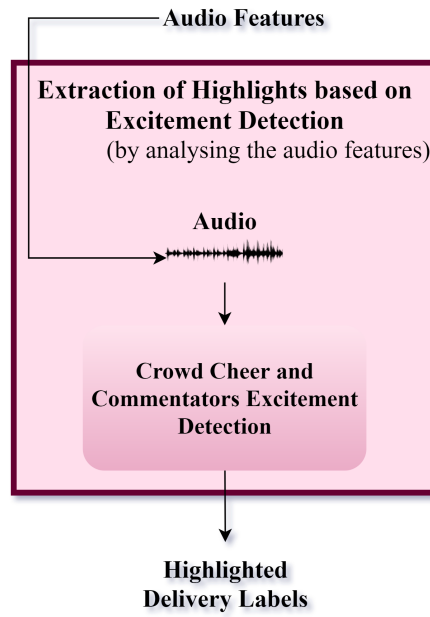 Audio Features
Extraction of Highlights based on
Excitement Detection
(by analysing the audio features)
Audio
Crowd Cheer and
Commentators Excitement
Detection
Highlighted
Delivery Labels